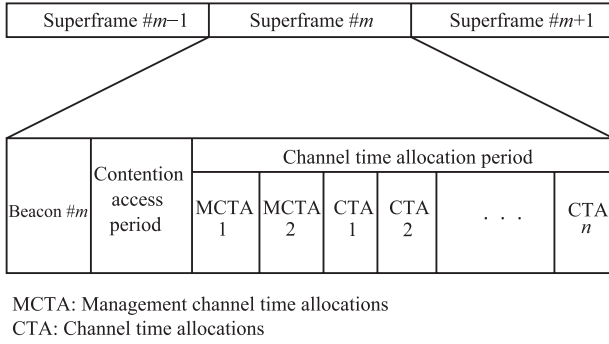 Superframe #m−1 Superframe #m Superframe #m+1
Channel time allocation period
Beacon #m
Contention
access
period
MCTA
1
MCTA
2
CTA
1
CTA
2
. . .
CTA
n
MCTA: Management channel time allocations
CTA: Channel time allocations